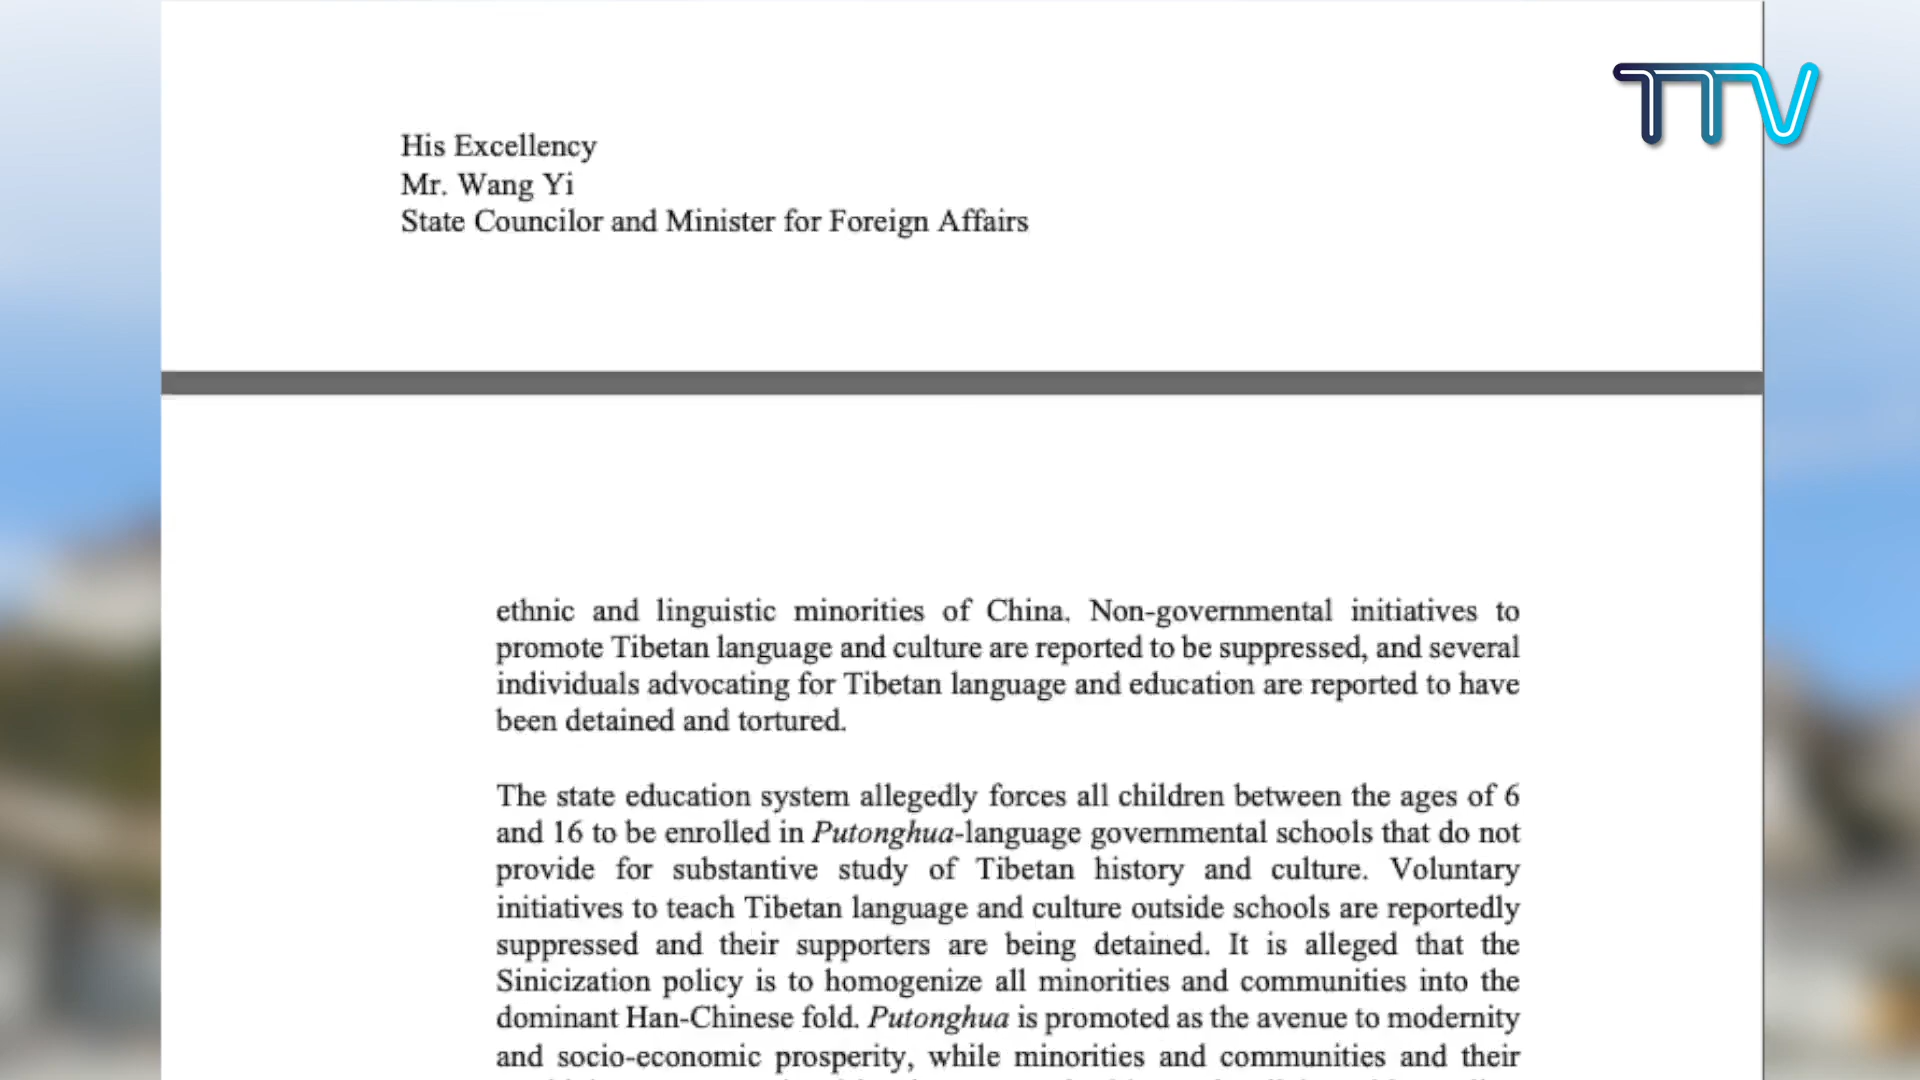 TTV
His Excellency
Mr. Wang Yi
State Councilor and Minister for Foreign Affairs
ethnic and linguistic minorities of China. Non-governmental initiatives to
promote Tibetan language and culture are reported to be suppressed, and several
individuals advocating for Tibetan language and education are reported to have
been detained and tortured.
The state education system allegedly forces all children between the ages of 6
and 16 to be enrolled in Putonghua-language governmental schools that do not
provide for substantive study of Tibetan history and culture. Voluntary
initiatives to teach Tibetan language and culture outside schools are reportedly
suppressed and their supporters are being detained. It is alleged that the
Sinicization policy is to homogenize all minorities and communities into the
dominant Han-Chinese fold. Putonghua is promoted as the avenue to modernity
and socio-economic prosperity, while minorities and communities and their